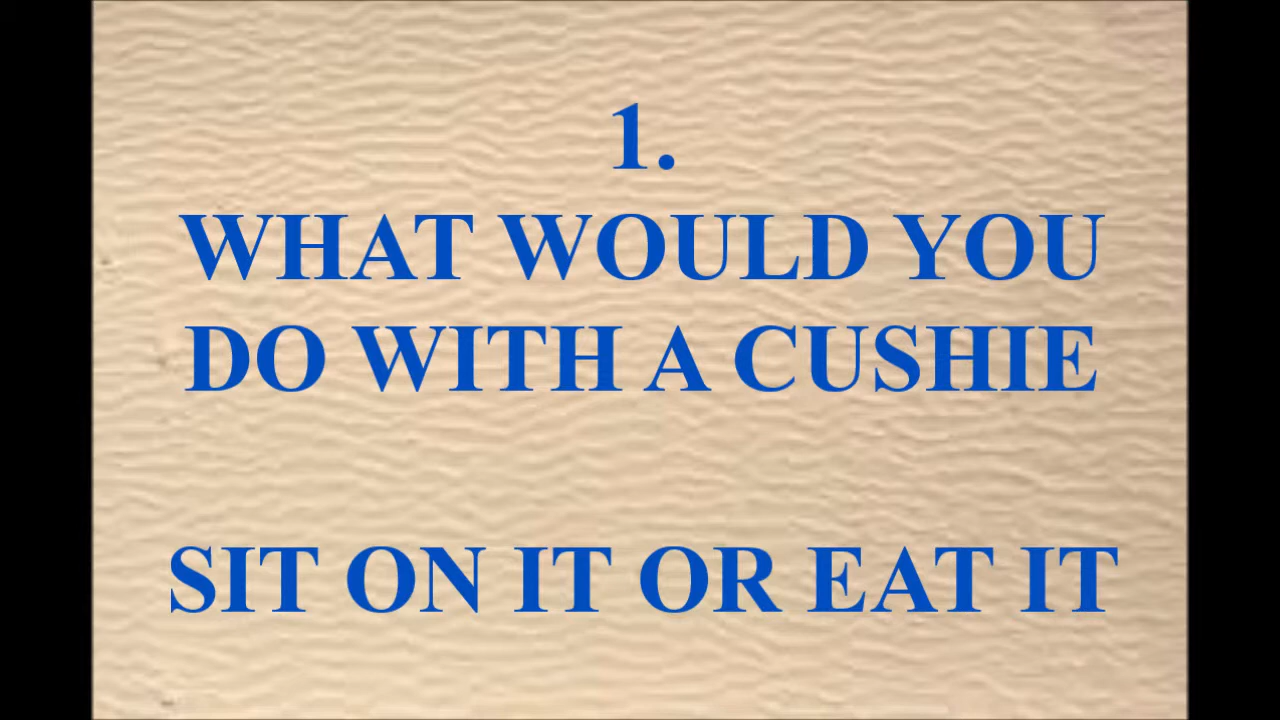 1.
WHAT WOULD YOU
DO WITH A CUSHIE
SIT ON IT OR EAT IT